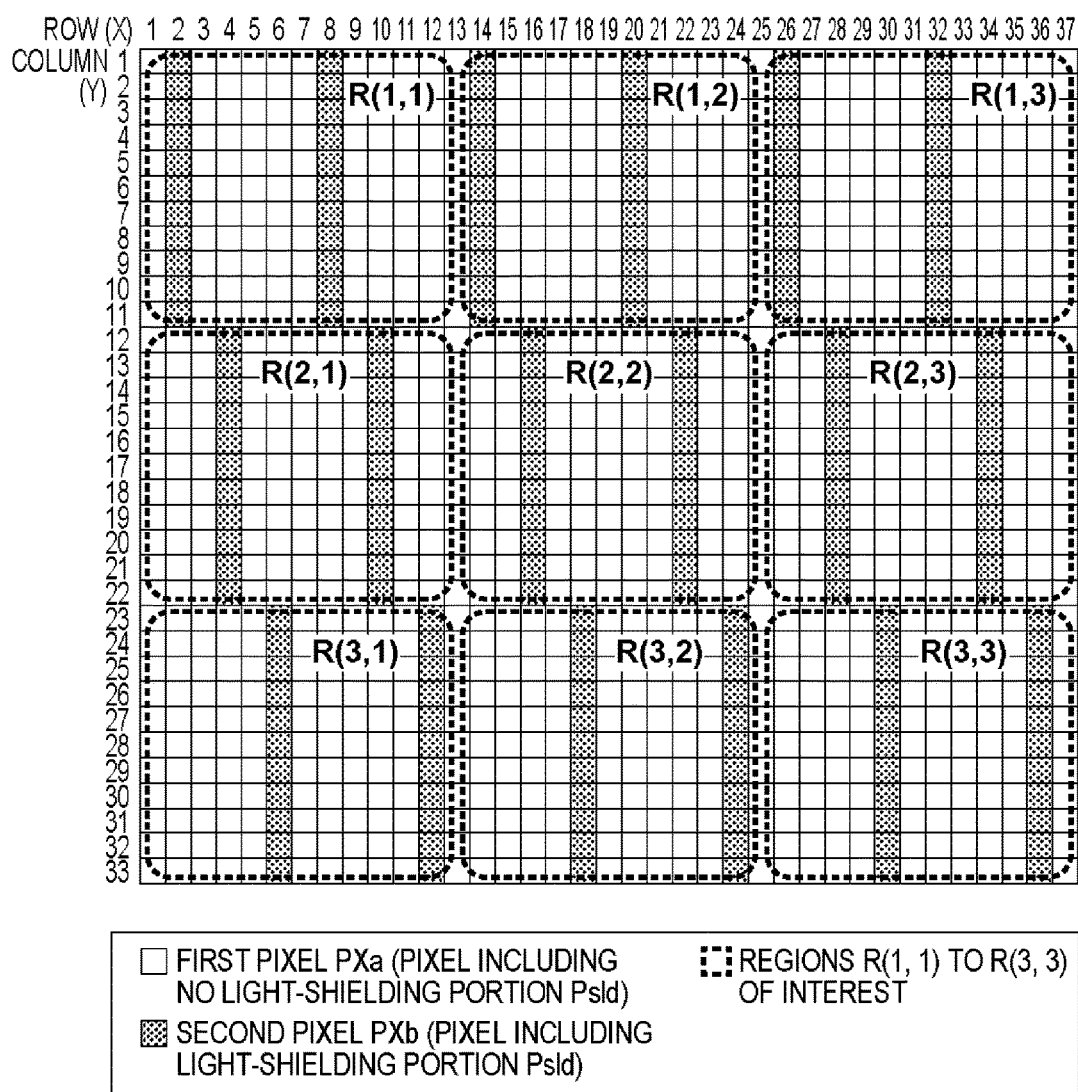 ROW (X) 1 2 3 4 5 6 7 8 9 10 11 12 13 14 15 16 17 18 19 20 21 22 23 24 25 26 27 28 29 30 31 32 33 34 35 36 37
COLUMN 1
(Y) 2
3
4
5
6
7
8
9
10
11
12
13
14
15
16
17
18
19
20
21
22
23
24
25
26
27
28
29
30
31
32
33
R(1,1) R(1,2) R(1,3)
R(2,1) R(2,2) R(2,3)
R(3,1) R(3,2) R(3,3)
FIRST PIXEL PXa (PIXEL INCLUDING
NO LIGHT-SHIELDING PORTION Psld)
SECOND PIXEL PXb (PIXEL INCLUDING
LIGHT-SHIELDING PORTION Psld)
REGIONS R(1, 1) TO R(3, 3)
OF INTEREST